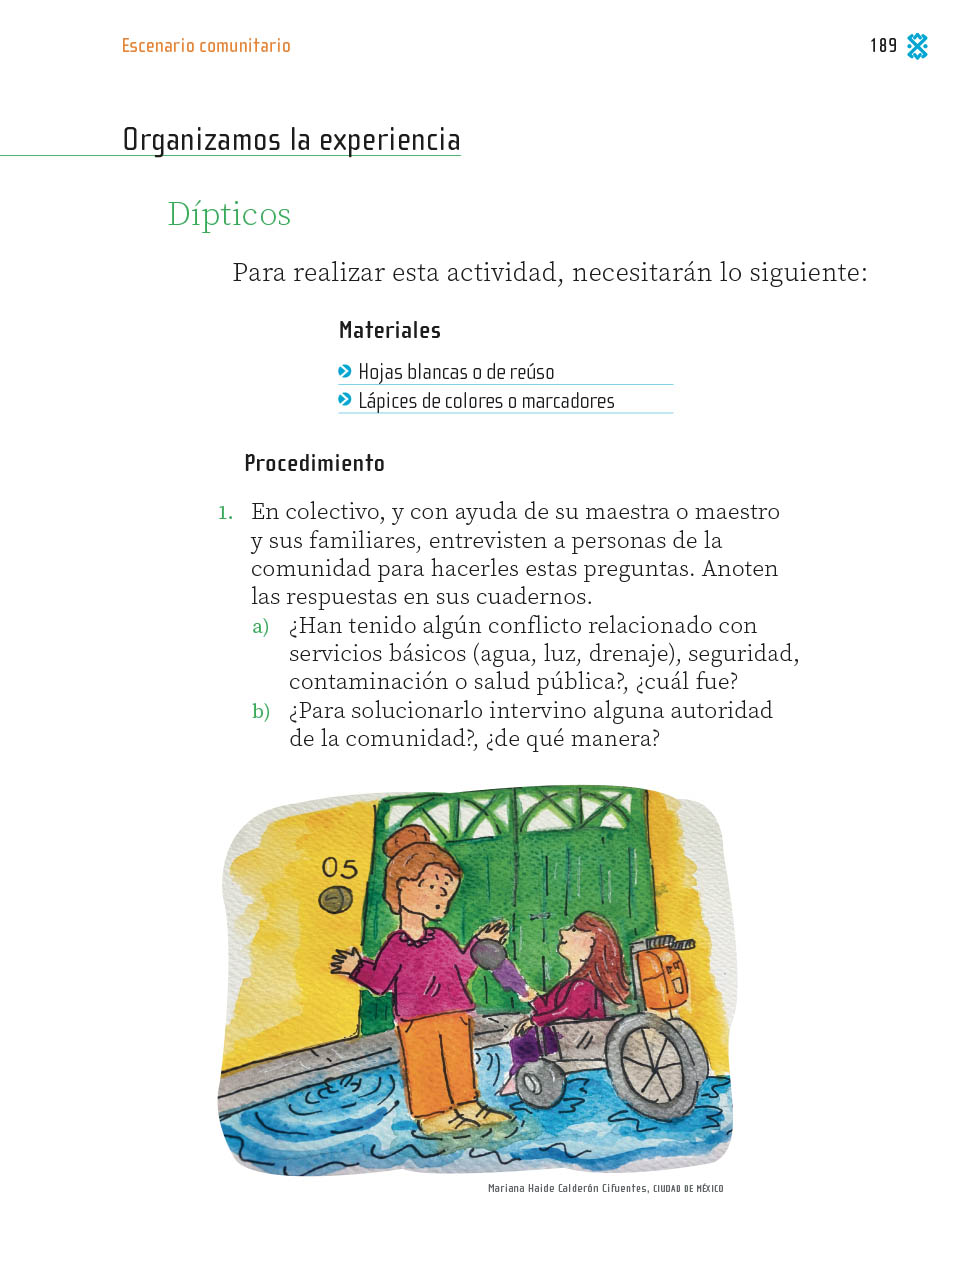 Escenario comunitario
189
Organizamos la experiencia
Dípticos
Para realizar esta actividad, necesitarán lo siguiente:
Materiales
Hojas blancas o de reúso
Lápices de colores o marcadores
Procedimiento
1. En colectivo, y con ayuda de su maestra o maestro
y sus familiares, entrevisten a personas de la
comunidad para hacerles estas preguntas. Anoten
las respuestas en sus cuadernos.
a) ¿Han tenido algún conflicto relacionado con
servicios básicos (agua, luz, drenaje), seguridad,
contaminación o salud pública?, ¿cuál fue?
b) ¿Para solucionarlo intervino alguna autoridad
de la comunidad?, ¿de qué manera?
05
Mariana Haide Calderón Cifuentes, CIUDAD DE MÉXICO